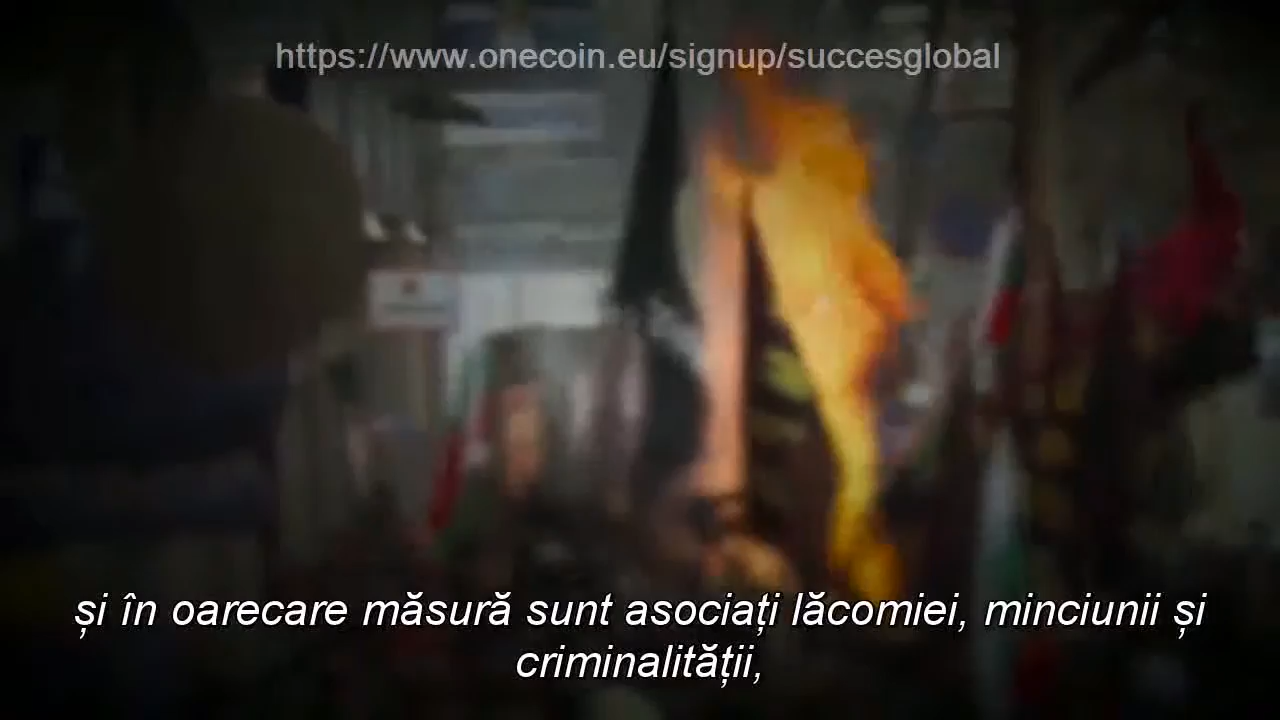 https://www.onecoin.eu/signup/succesglobal
și în oarecare măsură sunt asociați lăcomiei, minciunii și
criminalității,